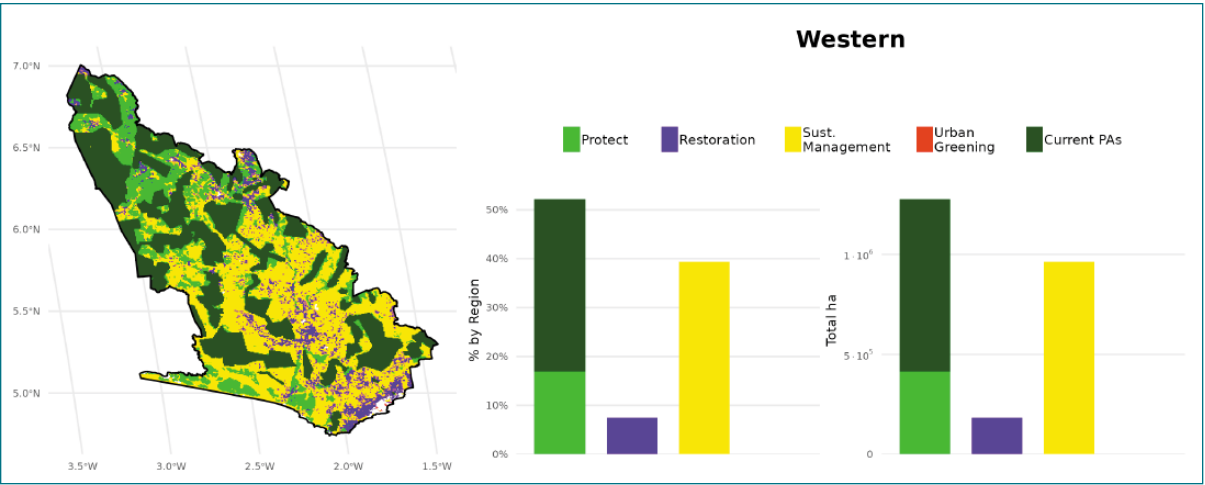 Western
Protect
Restoration
Sust.
Management
Urban
Greening
Current PAs
7.0°N
6.5°N
6.0°N
5.5°N
5.0°N
3.5°W
3.0°W
2.5°W
2.0°W
1.5°W
% by Region
50%
40%
30%
20%
10%
0%
Total ha
1·10⁶
5·10⁵
0